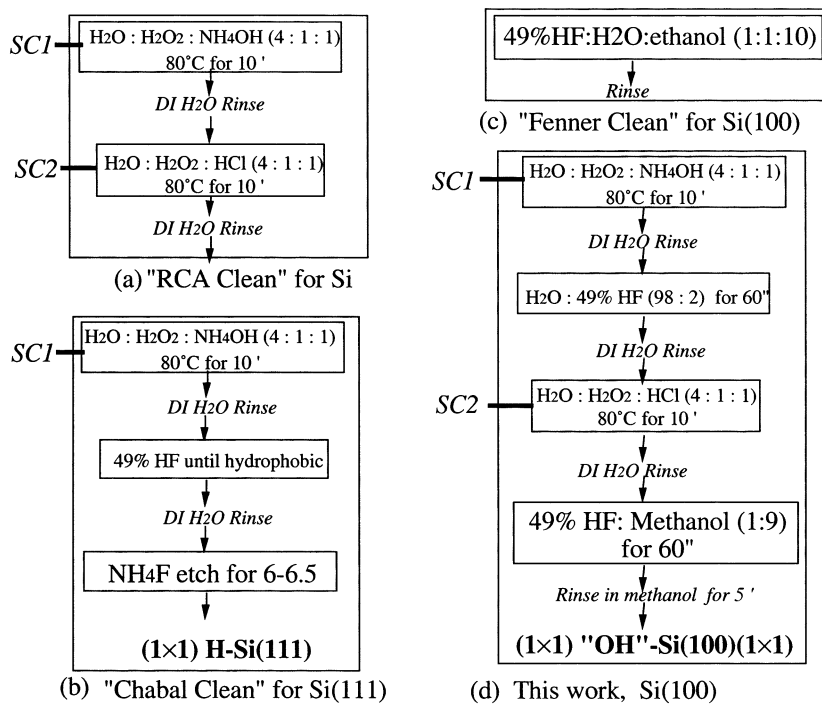 SC1
H2O : H2O2 : NH4OH (4 : 1 : 1)
80°C for 10 '
DI H2O Rinse
SC2
H2O : H2O2 : HCl (4 : 1 : 1)
80°C for 10 '
DI H2O Rinse
(a) "RCA Clean" for Si
SC1
H2O : H2O2 : NH4OH (4 : 1 : 1)
80°C for 10 '
DI H2O Rinse
49% HF until hydrophobic
DI H2O Rinse
NH4F etch for 6-6.5
(1×1) H-Si(111)
(b) "Chabal Clean" for Si(111)
49%HF:H2O:ethanol (1:1:10)
Rinse
(c) "Fenner Clean" for Si(100)
SC1
H2O : H2O2 : NH4OH (4 : 1 : 1)
80°C for 10 '
DI H2O Rinse
H2O : 49% HF (98 : 2) for 60"
DI H2O Rinse
SC2
H2O : H2O2 : HCl (4 : 1 : 1)
80°C for 10 '
DI H2O Rinse
49% HF: Methanol (1:9)
for 60"
Rinse in methanol for 5 '
(1×1) "OH"-Si(100)(1×1)
(d) This work, Si(100)